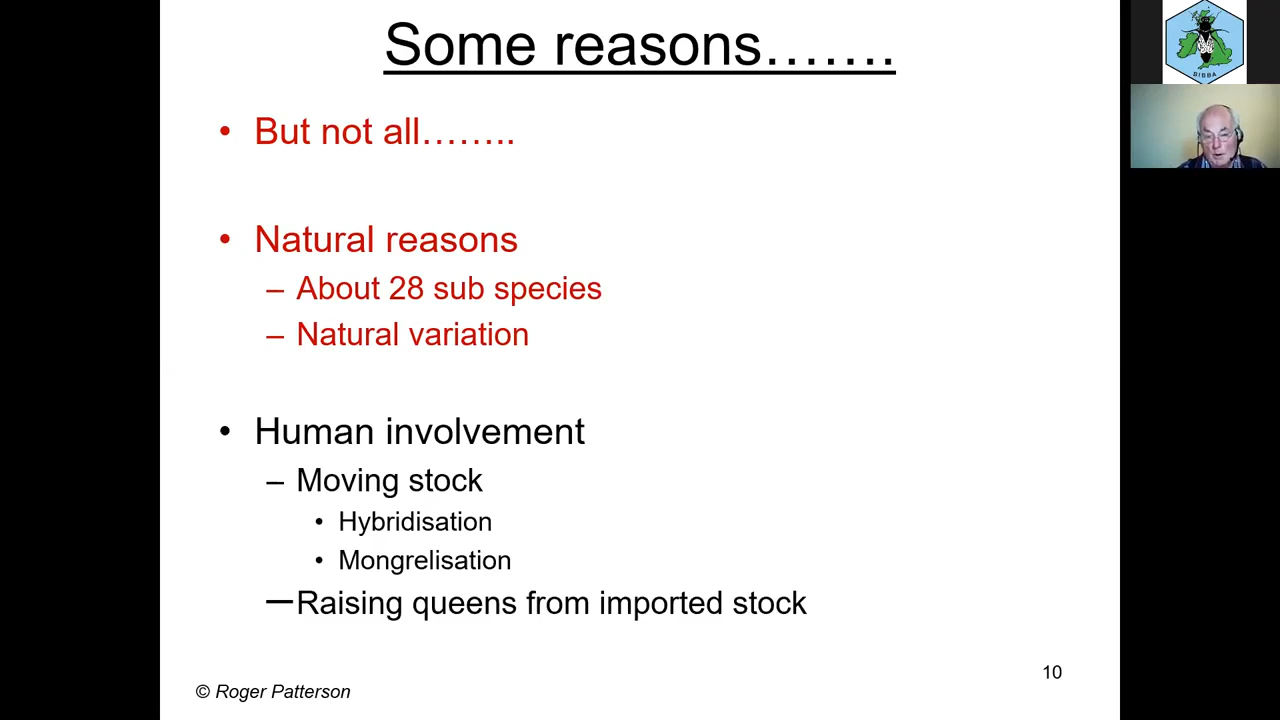 Some reasons…….
• But not all……..
• Natural reasons
– About 28 sub species
– Natural variation
• Human involvement
– Moving stock
• Hybridisation
• Mongrelisation
–Raising queens from imported stock
10
© Roger Patterson
BIBBA